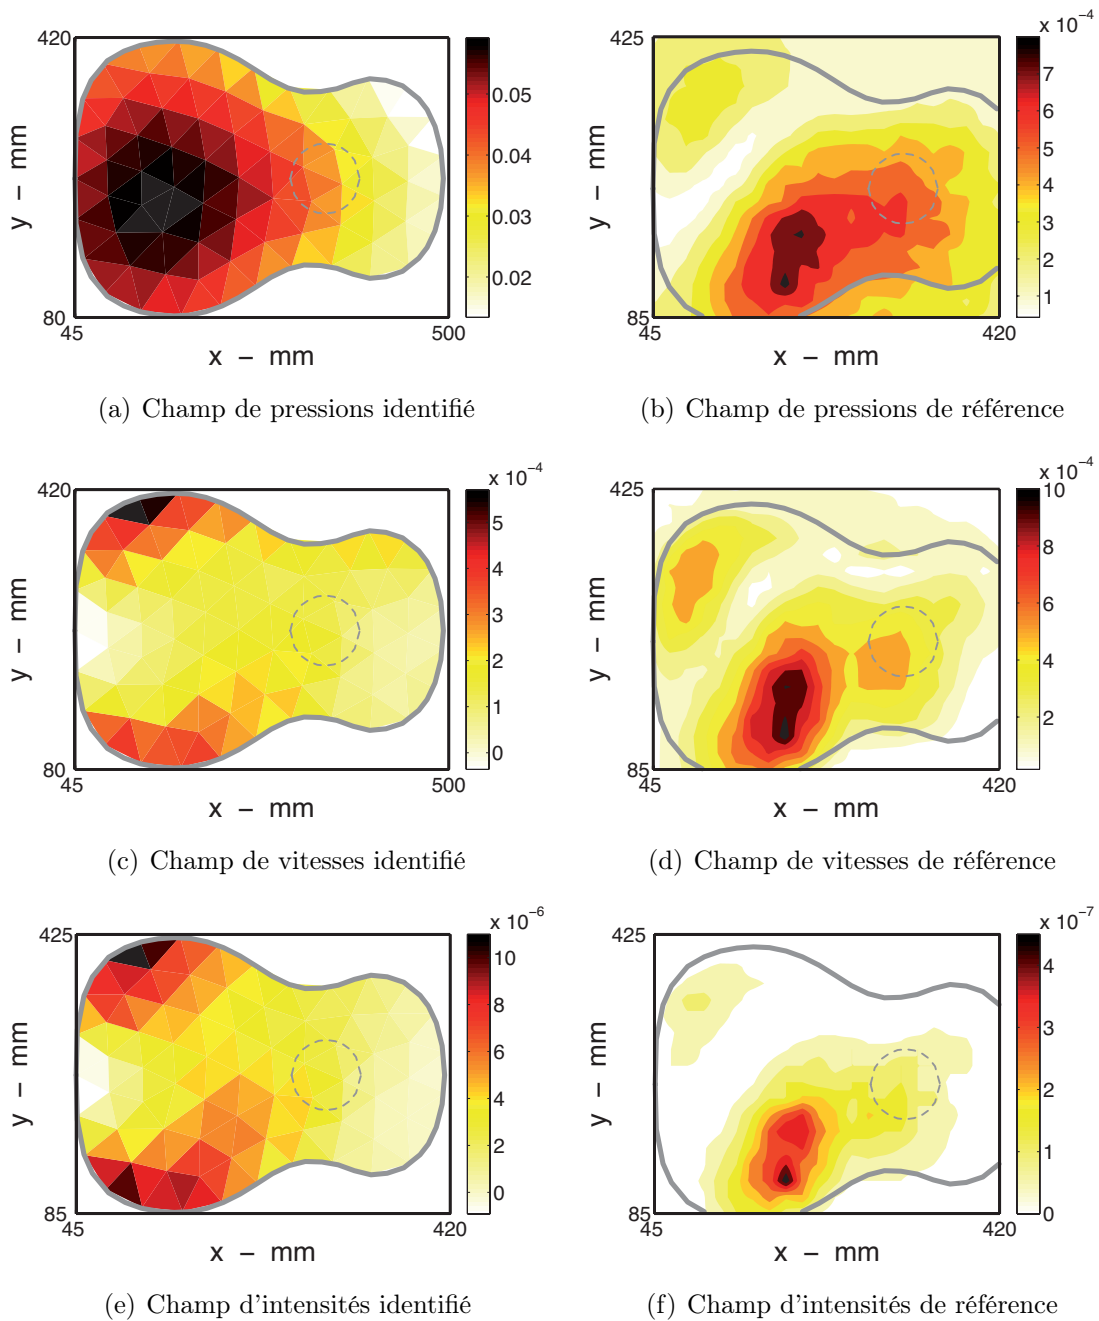 420
y – mm
80
45
500
x – mm
0.05
0.04
0.03
0.02
(a) Champ de pressions identifié
425
y – mm
85
45
420
x – mm
x 10⁻⁴
7
6
5
4
3
2
1
(b) Champ de pressions de référence
420
y – mm
80
45
500
x – mm
x 10⁻⁴
5
4
3
2
1
0
(c) Champ de vitesses identifié
425
y – mm
85
45
420
x – mm
x 10⁻⁴
10
8
6
4
2
(d) Champ de vitesses de référence
425
y – mm
85
45
420
x – mm
x 10⁻⁶
10
8
6
4
2
0
(e) Champ d'intensités identifié
425
y – mm
85
45
420
x – mm
x 10⁻⁷
4
3
2
1
0
(f) Champ d'intensités de référence